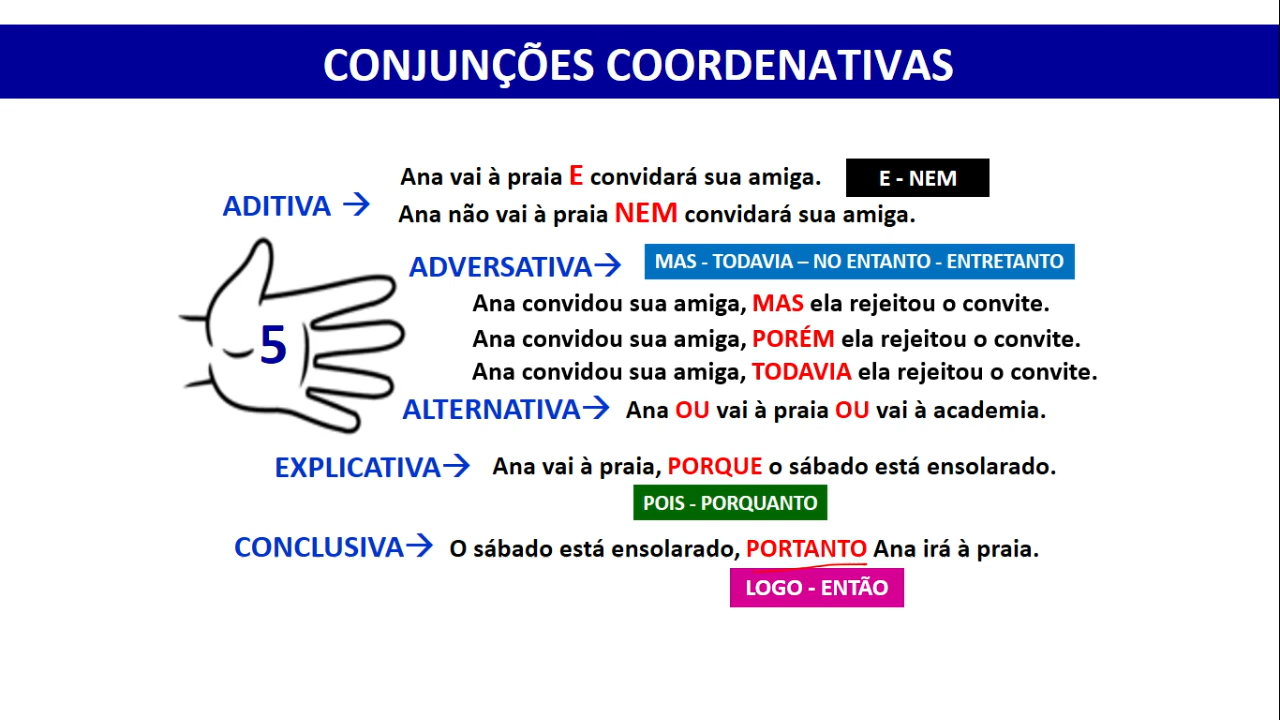 CONJUNÇÕES COORDENATIVAS
ADITIVA →
Ana vai à praia E convidará sua amiga.
E - NEM
Ana não vai à praia NEM convidará sua amiga.
ADVERSATIVA→
MAS - TODAVIA – NO ENTANTO - ENTRETANTO
Ana convidou sua amiga, MAS ela rejeitou o convite.
Ana convidou sua amiga, PORÉM ela rejeitou o convite.
5
Ana convidou sua amiga, TODAVIA ela rejeitou o convite.
ALTERNATIVA→ Ana OU vai à praia OU vai à academia.
EXPLICATIVA→ Ana vai à praia, PORQUE o sábado está ensolarado.
POIS - PORQUANTO
CONCLUSIVA→ O sábado está ensolarado, PORTANTO Ana irá à praia.
LOGO - ENTÃO